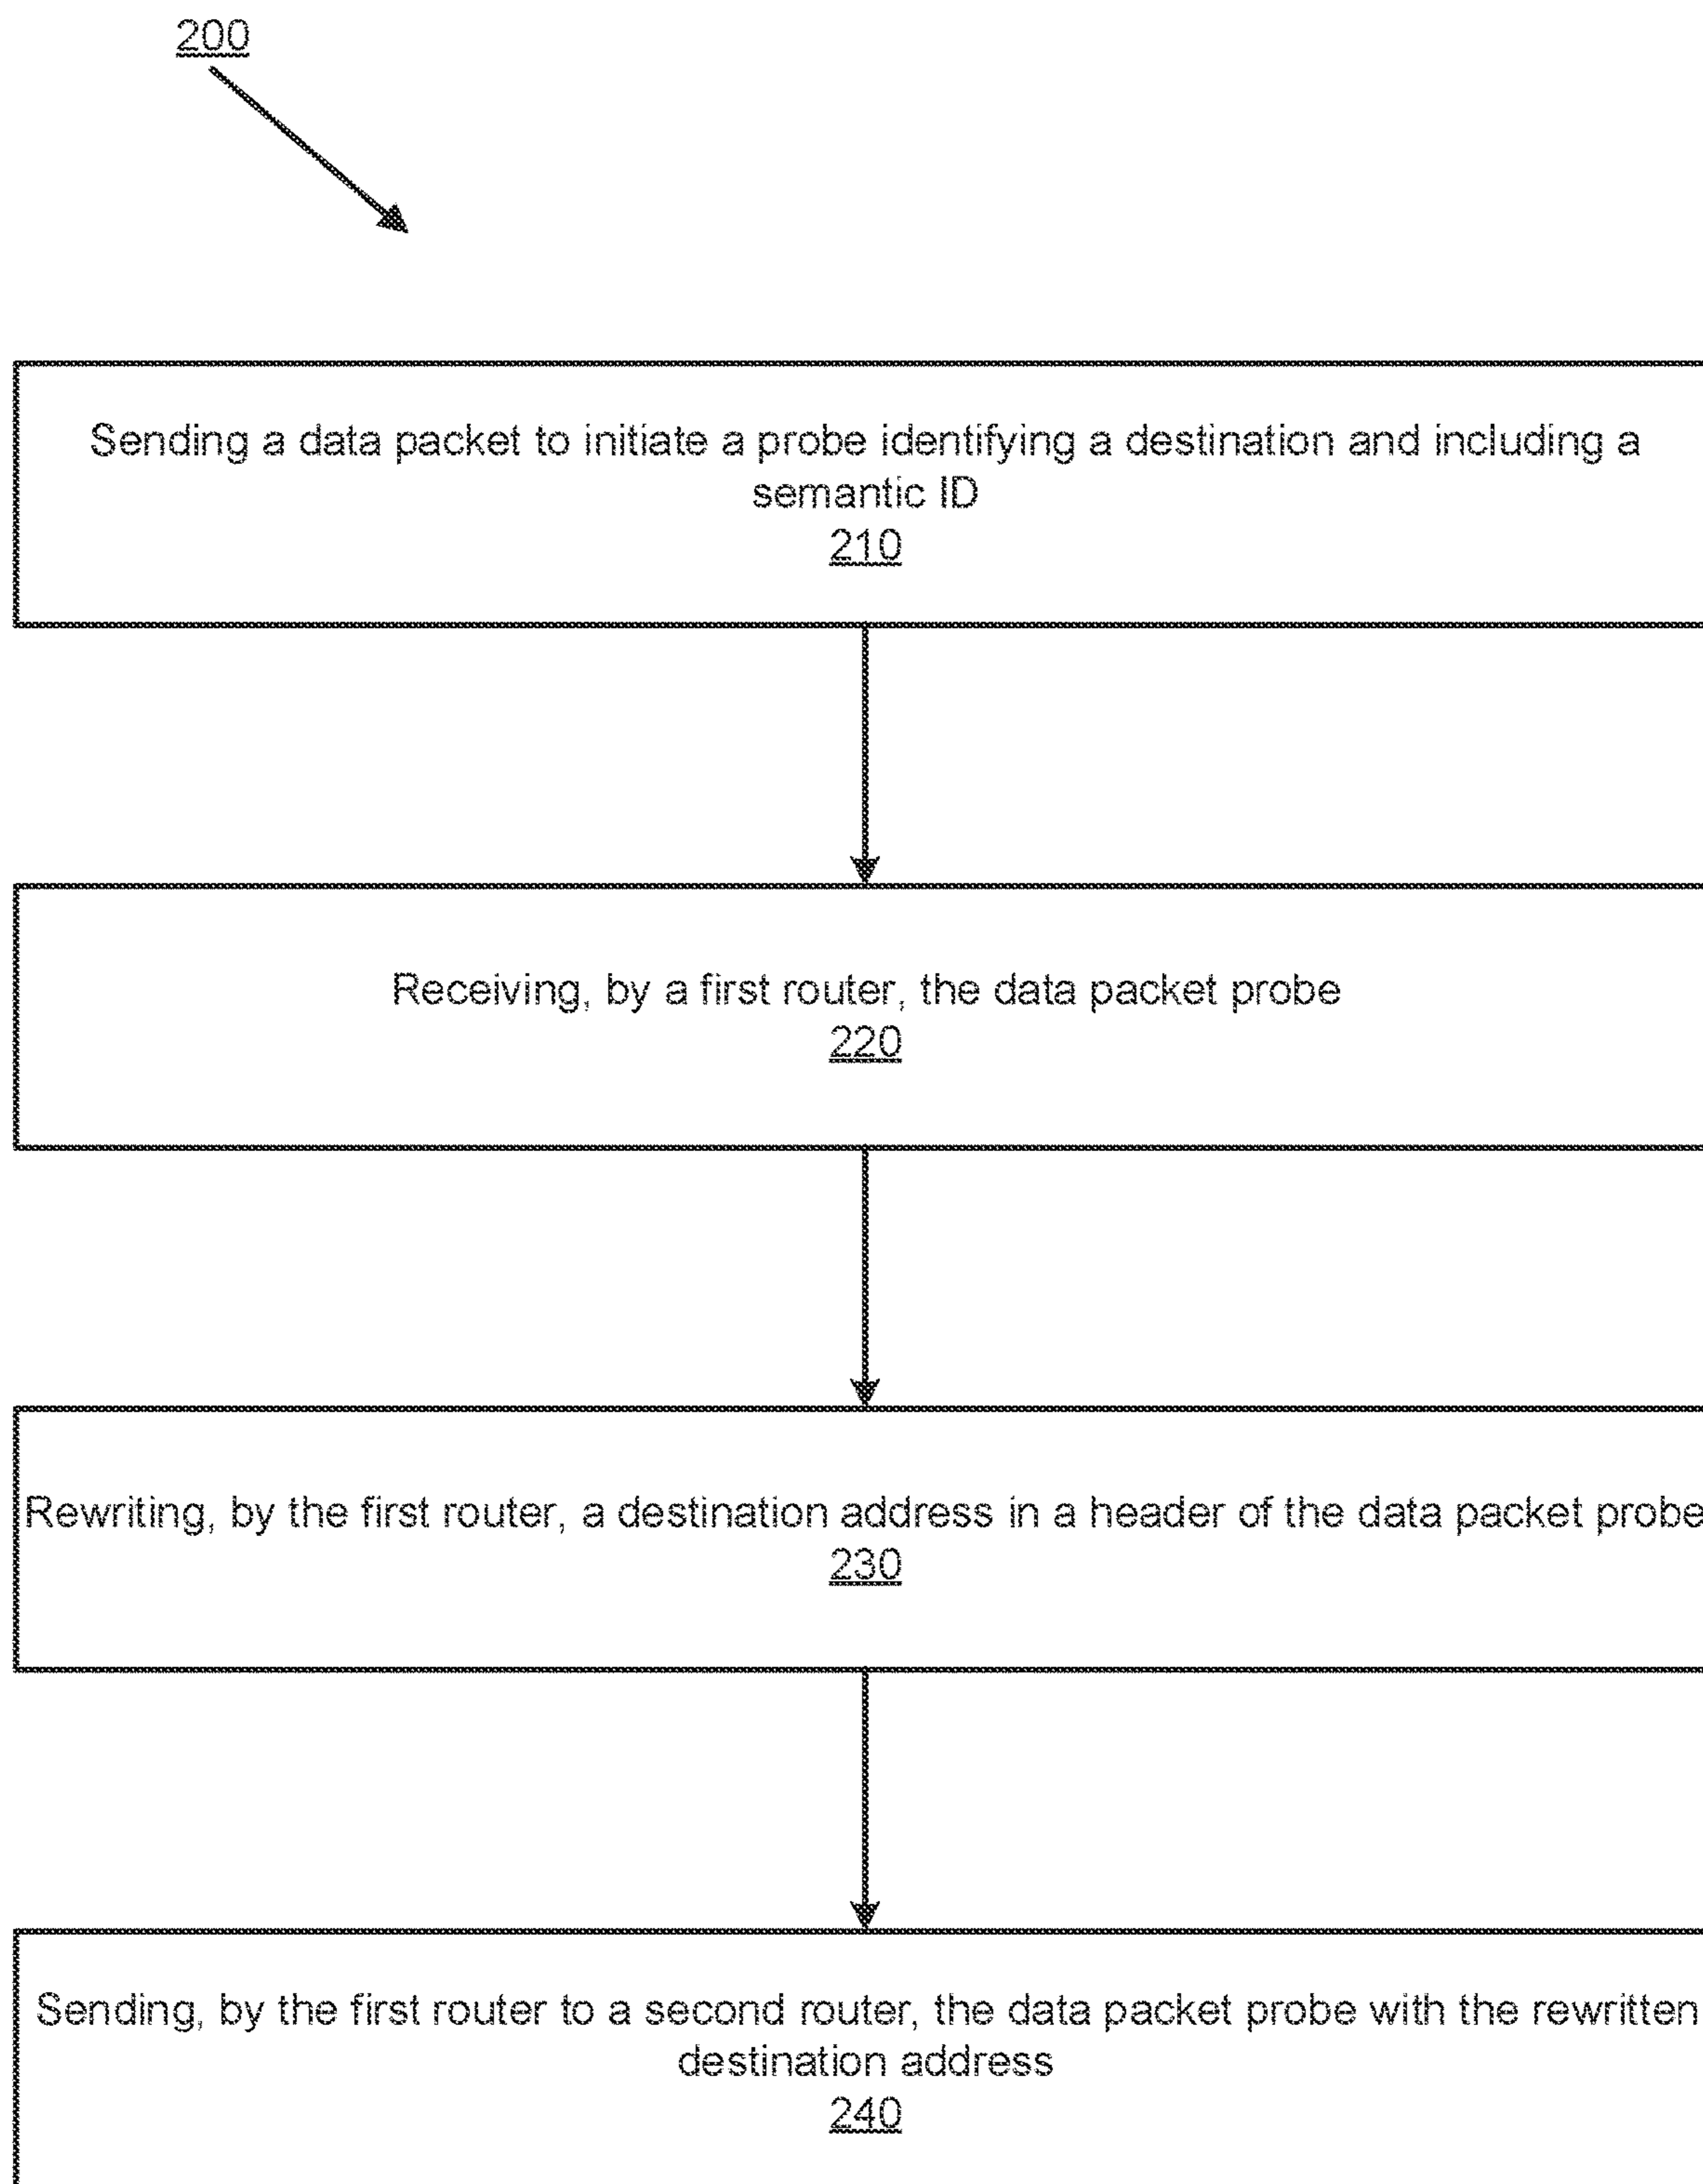 200
Sending a data packet to initiate a probe identifying a destination and including a
semantic ID
210
Receiving, by a first router, the data packet probe
220
Rewriting, by the first router, a destination address in a header of the data packet probe
230
Sending, by the first router to a second router, the data packet probe with the rewritten
destination address
240